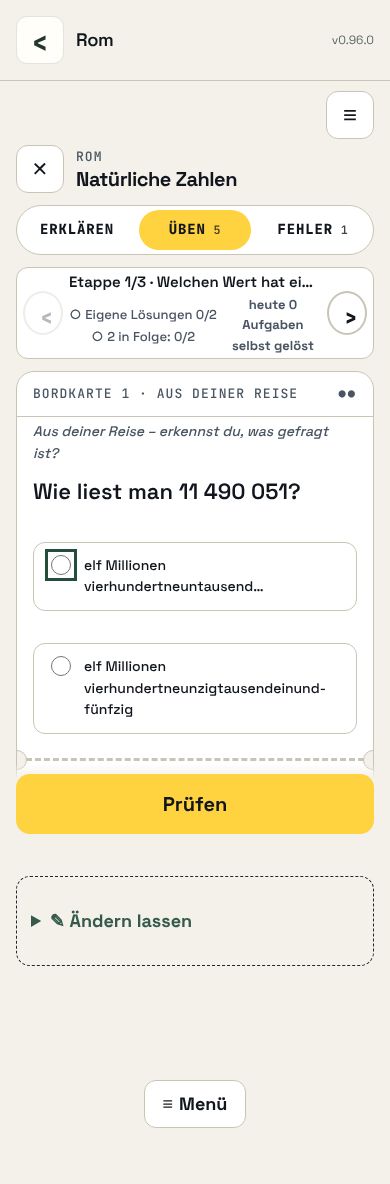 <
Rom
v0.96.0
≡
✕
ROM
Natürliche Zahlen
ERKLÄREN
ÜBEN 5
FEHLER 1
<
Etappe 1/3 · Welchen Wert hat ei…
○ Eigene Lösungen 0/2
○ 2 in Folge: 0/2
heute 0
Aufgaben
selbst gelöst
>
BORDKARTE 1 · AUS DEINER REISE
Aus deiner Reise – erkennst du, was gefragt
ist?
Wie liest man 11 490 051?
elf Millionen
vierhundertneuntausend…
elf Millionen
vierhundertneunzigtausendeinund-
fünfzig
Prüfen
▶ ✎ Ändern lassen
≡ Menü